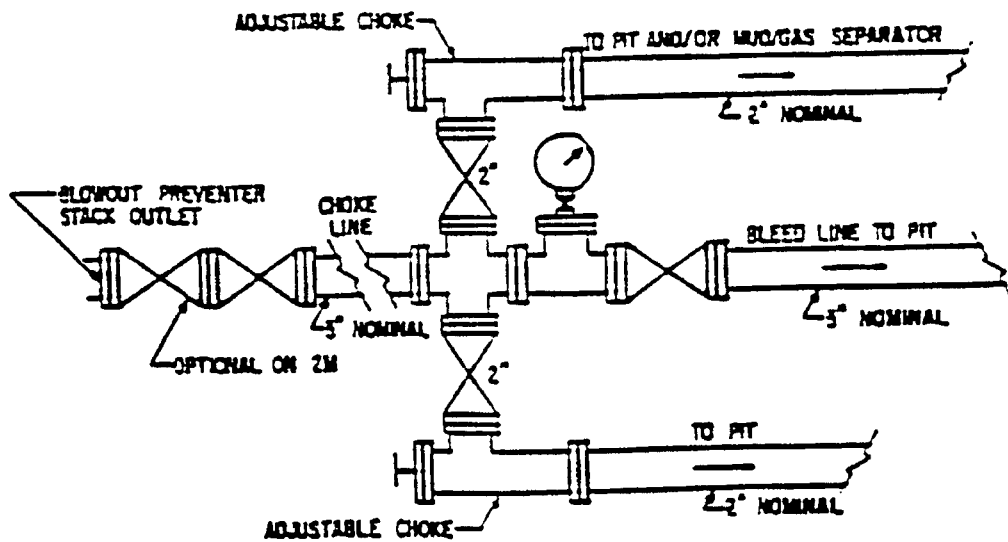 ADJUSTABLE CHOKE
TO PIT AND/OR MUD/GAS SEPARATOR
2" NOMINAL
2"
BLOWOUT PREVENTER
STACK OUTLET
CHOKE
LINE
BLEED LINE TO PIT
3" NOMINAL
3" NOMINAL
OPTIONAL ON 2M
2"
TO PIT
2" NOMINAL
ADJUSTABLE CHOKE